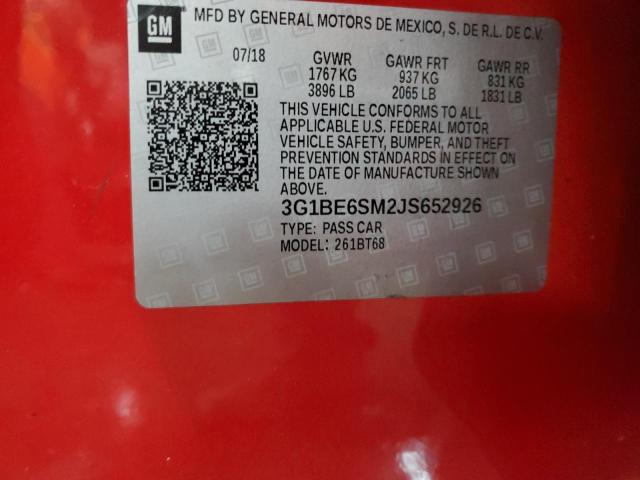 GM
MFD BY GENERAL MOTORS DE MEXICO, S. DE R.L. DE C.V.
07/18 GVWR GAWR FRT GAWR RR
1767 KG 937 KG 831 KG
3896 LB 2065 LB 1831 LB
THIS VEHICLE CONFORMS TO ALL
APPLICABLE U.S. FEDERAL MOTOR
VEHICLE SAFETY, BUMPER, AND THEFT
PREVENTION STANDARDS IN EFFECT ON
THE DATE OF MANUFACTURE SHOWN
ABOVE.
3G1BE6SM2JS652926
TYPE: PASS CAR
MODEL: 261BT68